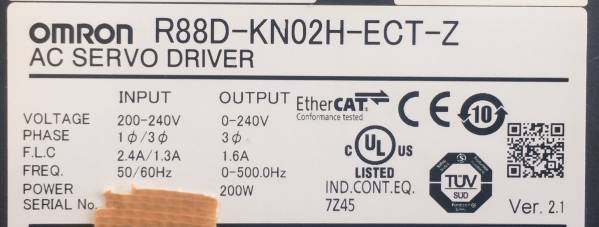 OMRON R88D-KN02H-ECT-Z
AC SERVO DRIVER
INPUT OUTPUT
VOLTAGE 200-240V 0-240V
PHASE 1ϕ/3ϕ 3ϕ
F.L.C 2.4A/1.3A 1.6A
FREQ. 50/60Hz 0-500.0Hz
POWER 200W
SERIAL No.
EtherCAT
Conformance tested
CE
10
C UL US
LISTED
IND.CONT.EQ.
7Z45
TÜV
SÜD
Ver. 2.1